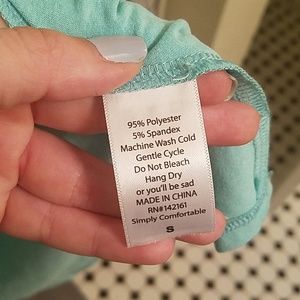 95% Polyester
5% Spandex
Machine Wash Cold
Gentle Cycle
Do Not Bleach
Hang Dry
or you'll be sad
MADE IN CHINA
RN#142161
Simply Comfortable
S